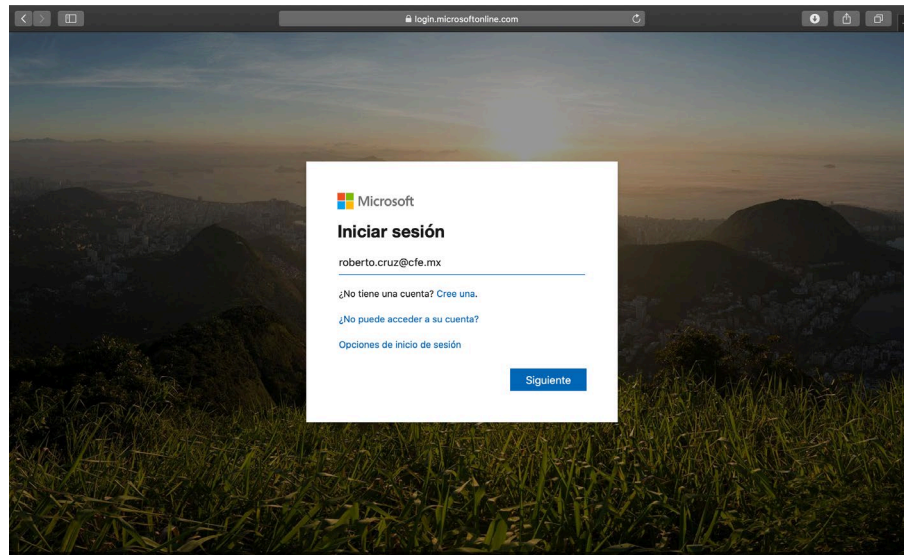 login.microsoftonline.com
Microsoft
Iniciar sesión
roberto.cruz@cfe.mx
¿No tiene una cuenta? Cree una.
¿No puede acceder a su cuenta?
Opciones de inicio de sesión
Siguiente